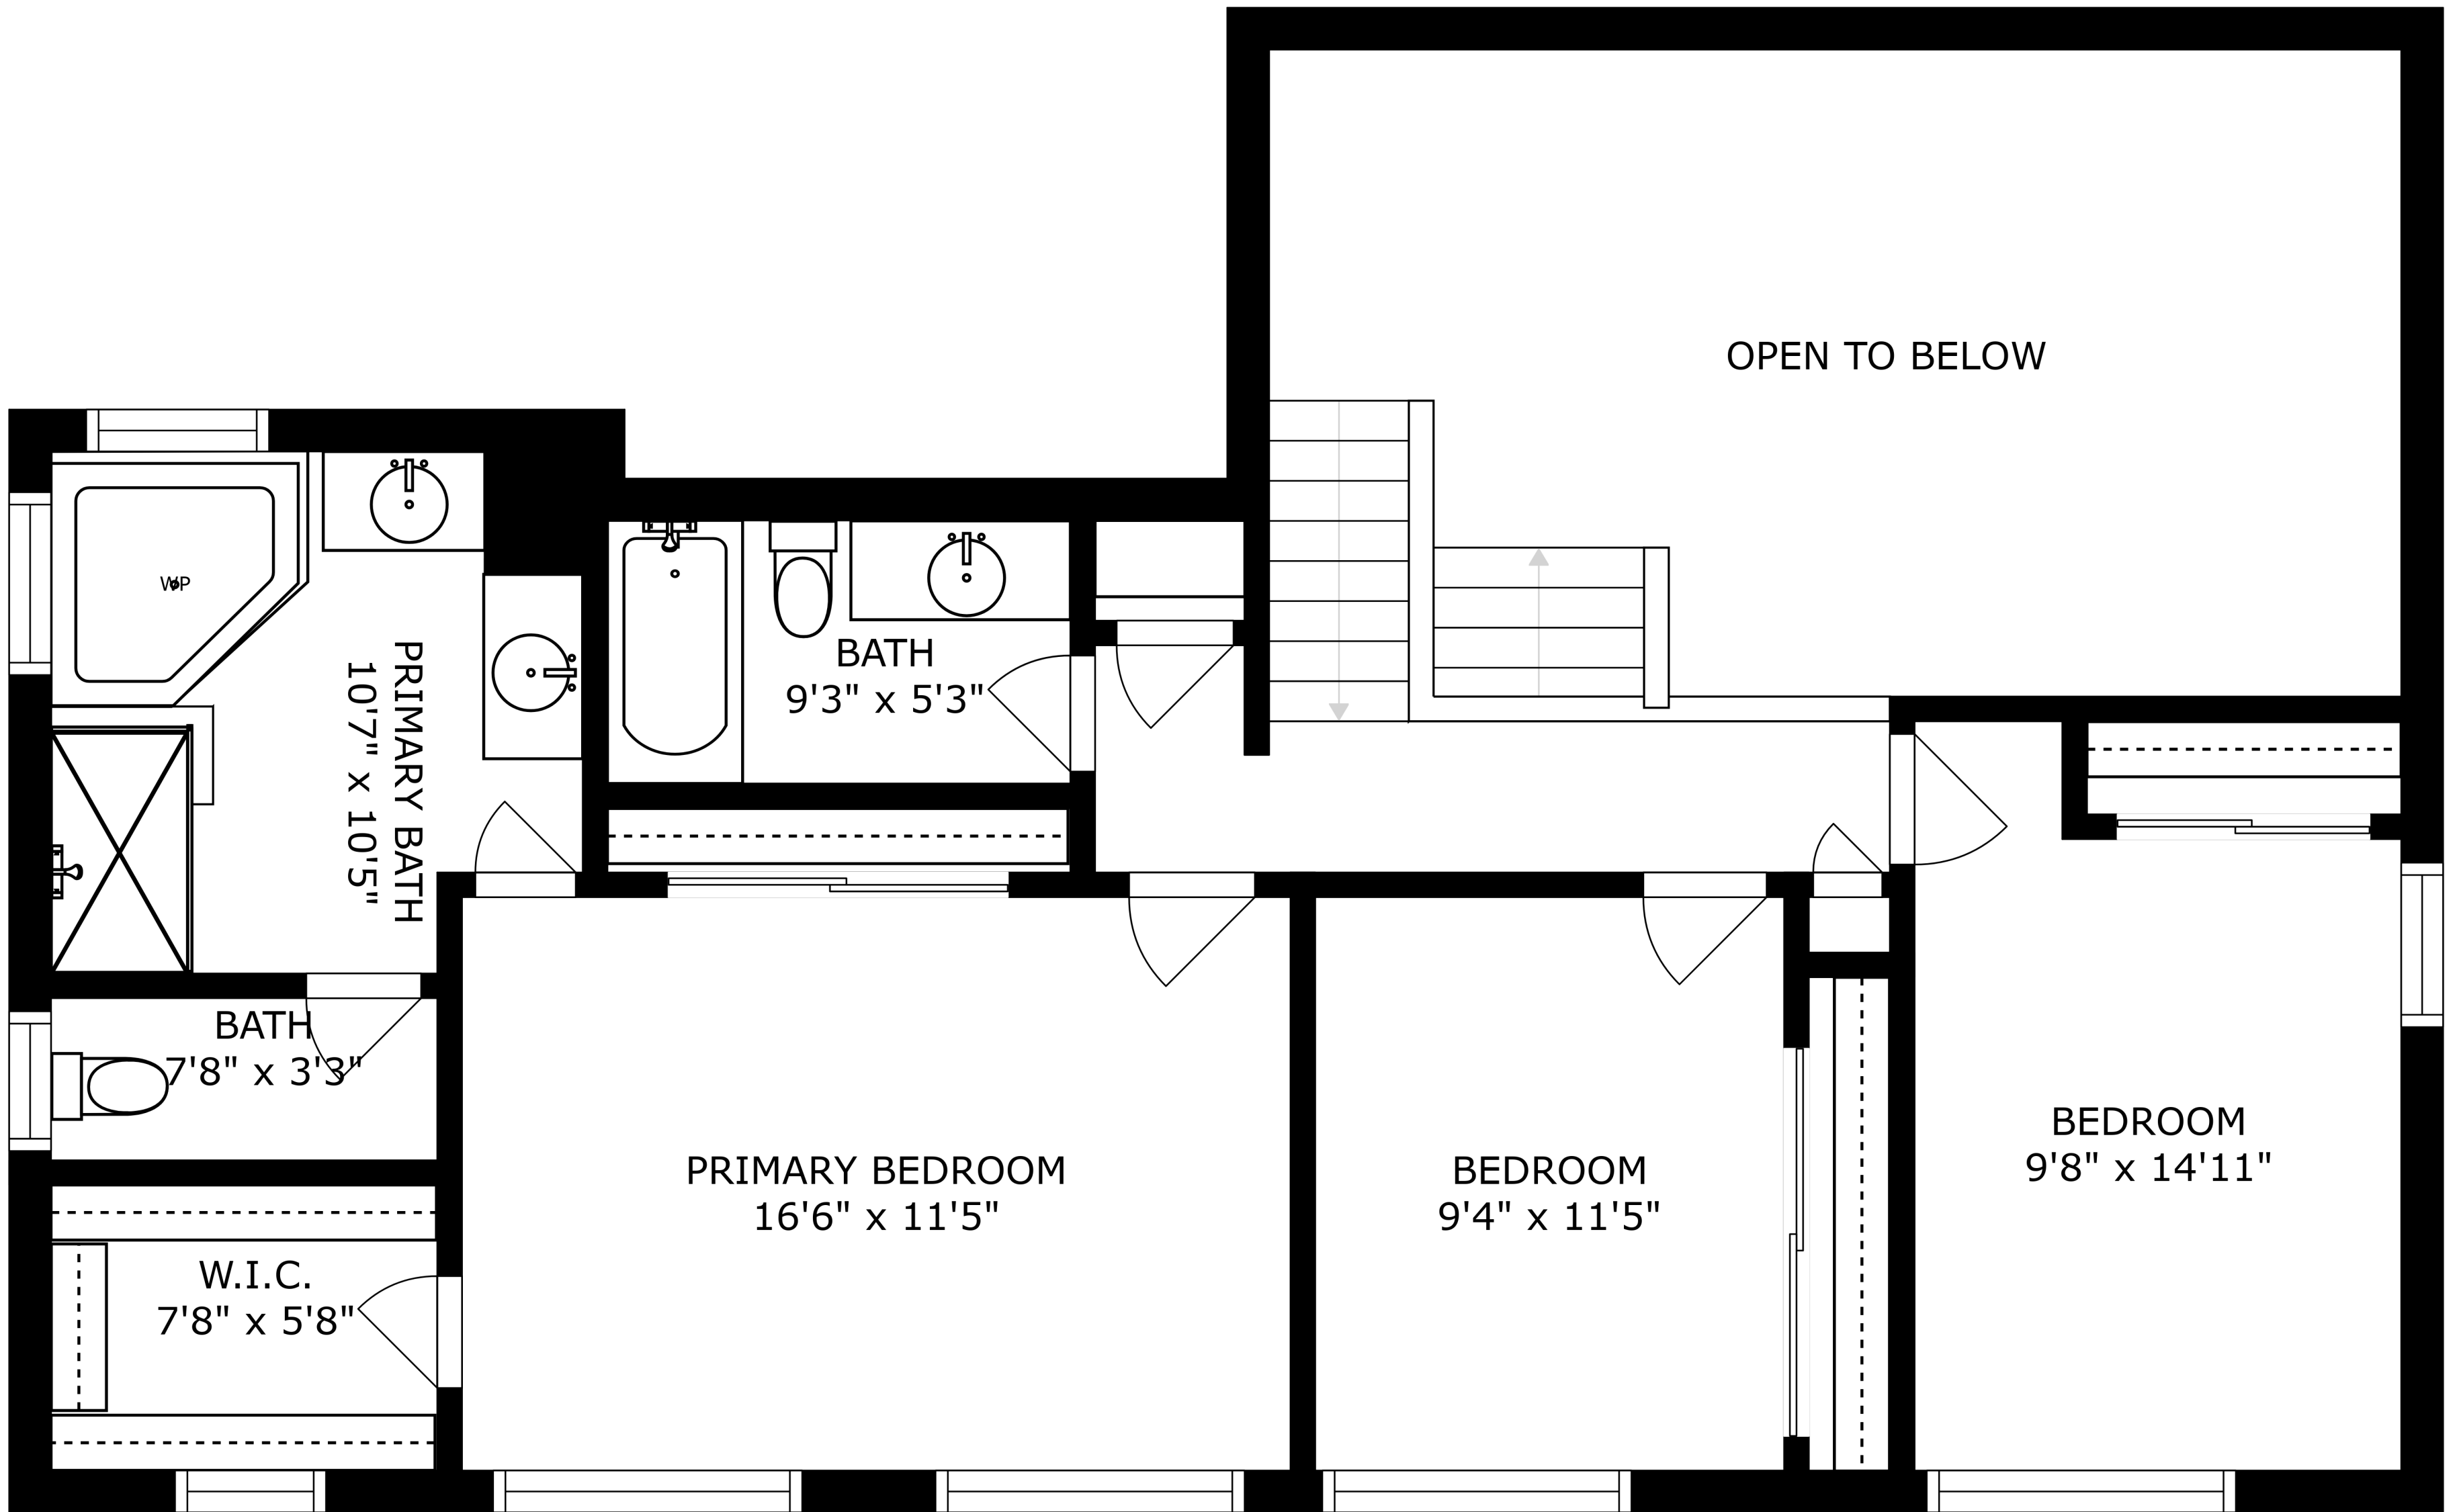 OPEN TO BELOW
WP
PRIMARY BATH
10'7" x 10'5"
BATH
9'3" x 5'3"
BATH
7'8" x 3'3"
W.I.C.
7'8" x 5'8"
PRIMARY BEDROOM
16'6" x 11'5"
BEDROOM
9'4" x 11'5"
BEDROOM
9'8" x 14'11"